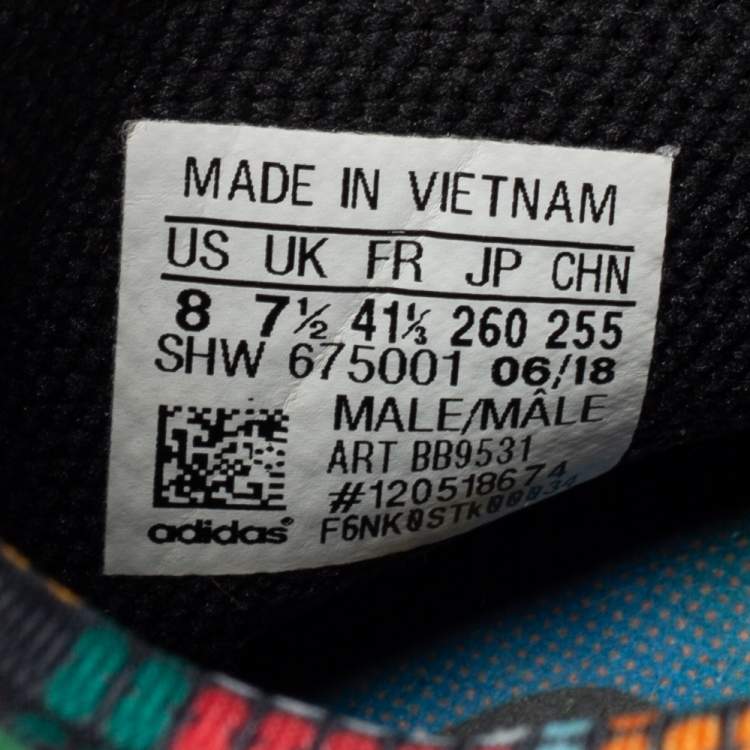 MADE IN VIETNAM
US UK FR JP CHN
8 7½ 41⅓ 260 255
SHW 675001 06/18
MALE/MÂLE
ART BB9531
#120518674
F6NK0STk00034
adidas®